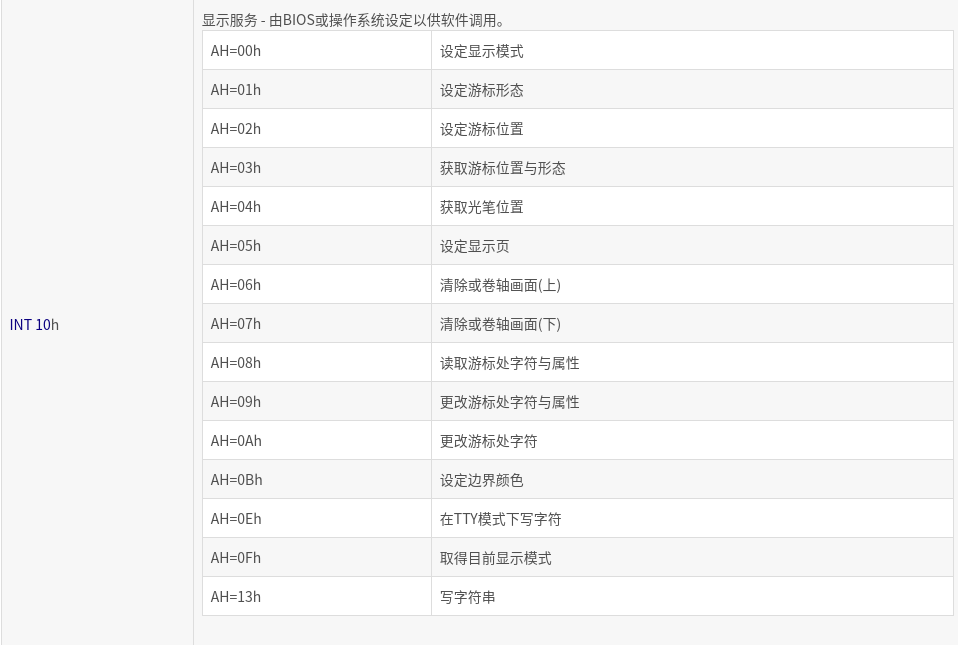 显示服务 - 由BIOS或操作系统设定以供软件调用。
AH=00h 设定显示模式
AH=01h 设定游标形态
AH=02h 设定游标位置
AH=03h 获取游标位置与形态
AH=04h 获取光笔位置
AH=05h 设定显示页
AH=06h 清除或卷轴画面(上)
INT 10h
AH=07h 清除或卷轴画面(下)
AH=08h 读取游标处字符与属性
AH=09h 更改游标处字符与属性
AH=0Ah 更改游标处字符
AH=0Bh 设定边界颜色
AH=0Eh 在TTY模式下写字符
AH=0Fh 取得目前显示模式
AH=13h 写字符串